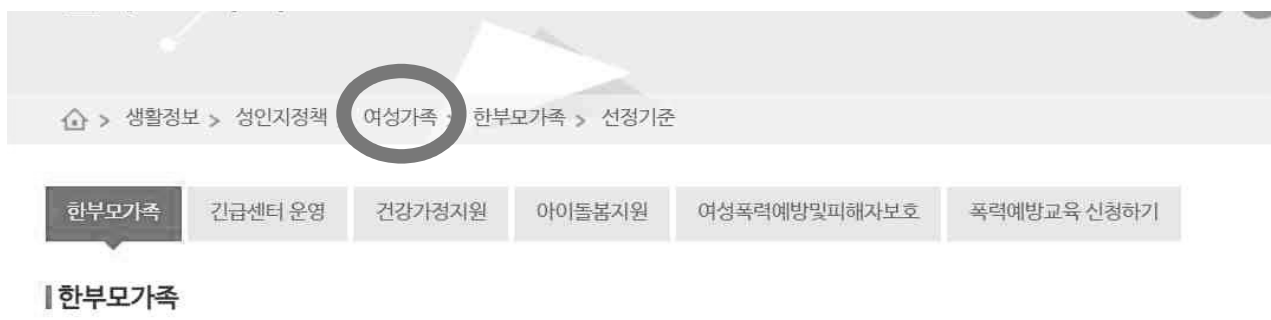 생활정보 > 성인지정책 여성가족 한부모가족 > 선정기준
한부모가족 긴급센터 운영 건강가정지원 아이돌봄지원 여성폭력예방및피해자보호 폭력예방교육 신청하기
한부모가족